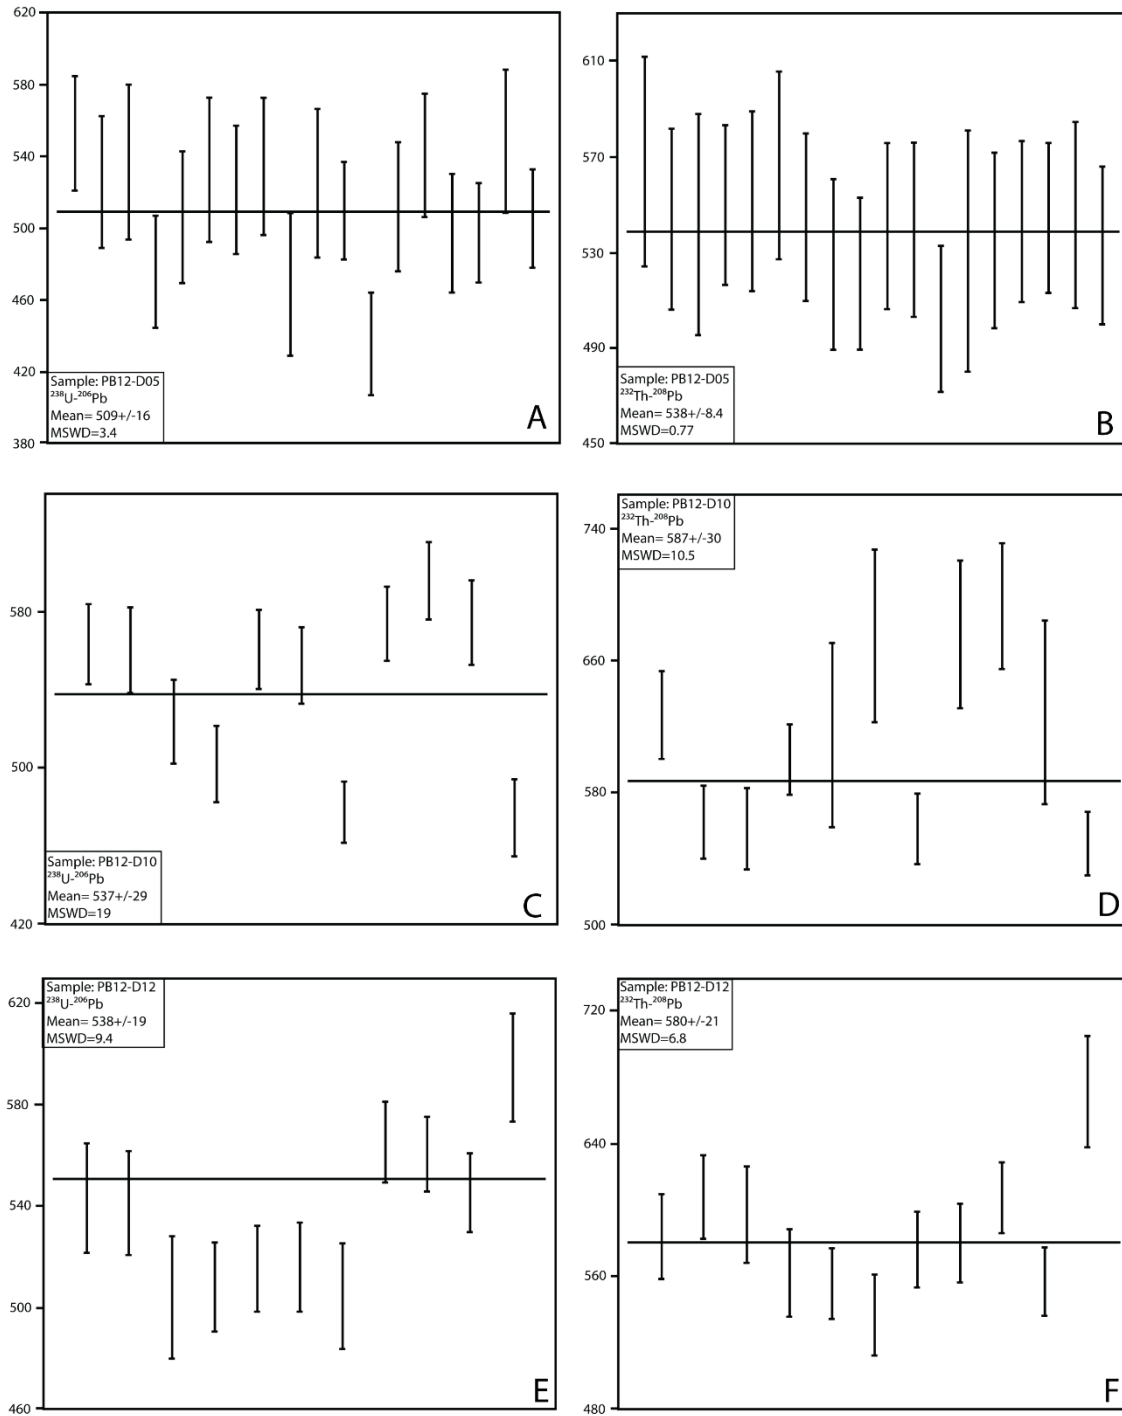 620
580
540
500
460
420
380
Sample: PB12-D05
²³⁸U-²⁰⁶Pb
Mean= 509+/-16
MSWD=3.4
A
610
570
530
490
450
Sample: PB12-D05
²³²Th-²⁰⁸Pb
Mean= 538+/-8.4
MSWD=0.77
B
580
500
420
Sample: PB12-D10
²³⁸U-²⁰⁶Pb
Mean= 537+/-29
MSWD=19
C
740
660
580
500
Sample: PB12-D10
²³²Th-²⁰⁸Pb
Mean= 587+/-30
MSWD=10.5
D
620
580
540
500
460
Sample: PB12-D12
²³⁸U-²⁰⁶Pb
Mean= 538+/-19
MSWD=9.4
E
720
640
560
480
Sample: PB12-D12
²³²Th-²⁰⁸Pb
Mean= 580+/-21
MSWD=6.8
F